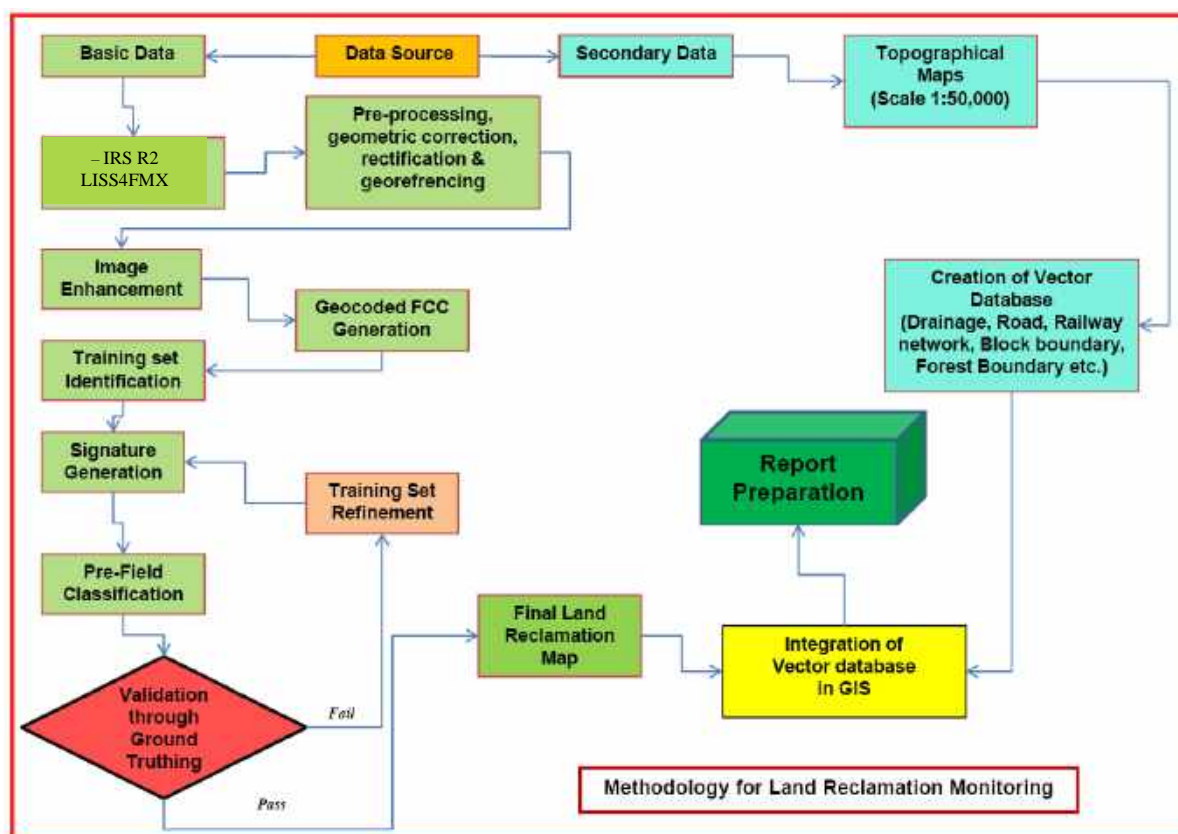 Basic Data
Data Source
Secondary Data
Topographical
Maps
(Scale 1:50,000)
– IRS R2
LISS4FMX
Pre-processing,
geometric correction,
rectification &
georefrencing
Image
Enhancement
Geocoded FCC
Generation
Creation of Vector
Database
(Drainage, Road, Railway
network, Block boundary,
Forest Boundary etc.)
Training set
Identification
Signature
Generation
Training Set
Refinement
Report
Preparation
Pre-Field
Classification
Final Land
Reclamation
Map
Integration of
Vector database
in GIS
Validation
through
Ground
Truthing
Fail
Pass
Methodology for Land Reclamation Monitoring